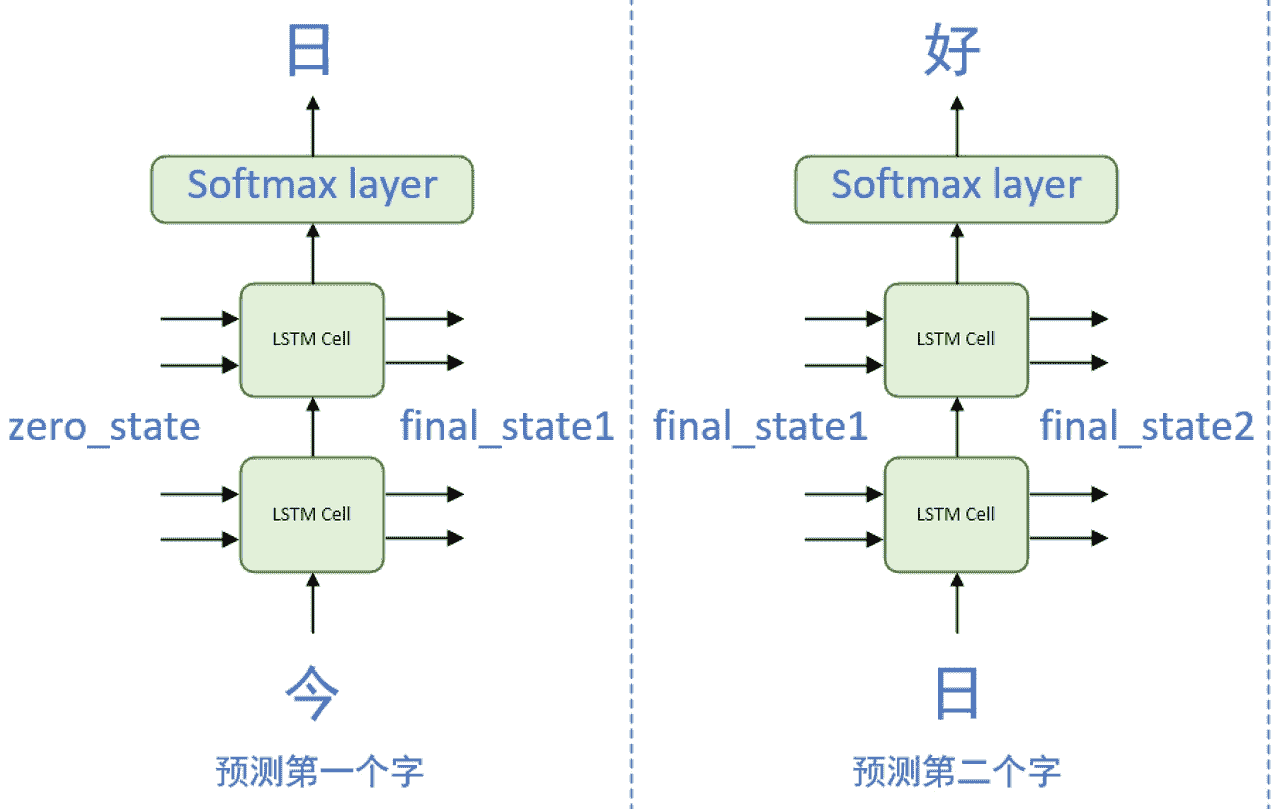 日
Softmax layer
LSTM Cell
zero_state
final_state1
LSTM Cell
今
预测第一个字
好
Softmax layer
LSTM Cell
final_state1
final_state2
LSTM Cell
日
预测第二个字